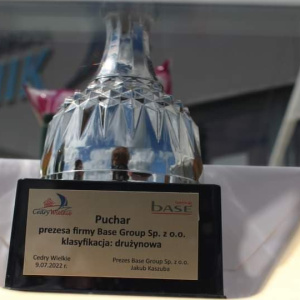 NIK
Cedry Wielkie
BASE
Puchar
prezesa firmy Base Group Sp. z o.o.
klasyfikacja: drużynowa
Cedry Wielkie
9.07.2022 r.
Prezes Base Group Sp. z o.o.
Jakub Kaszuba